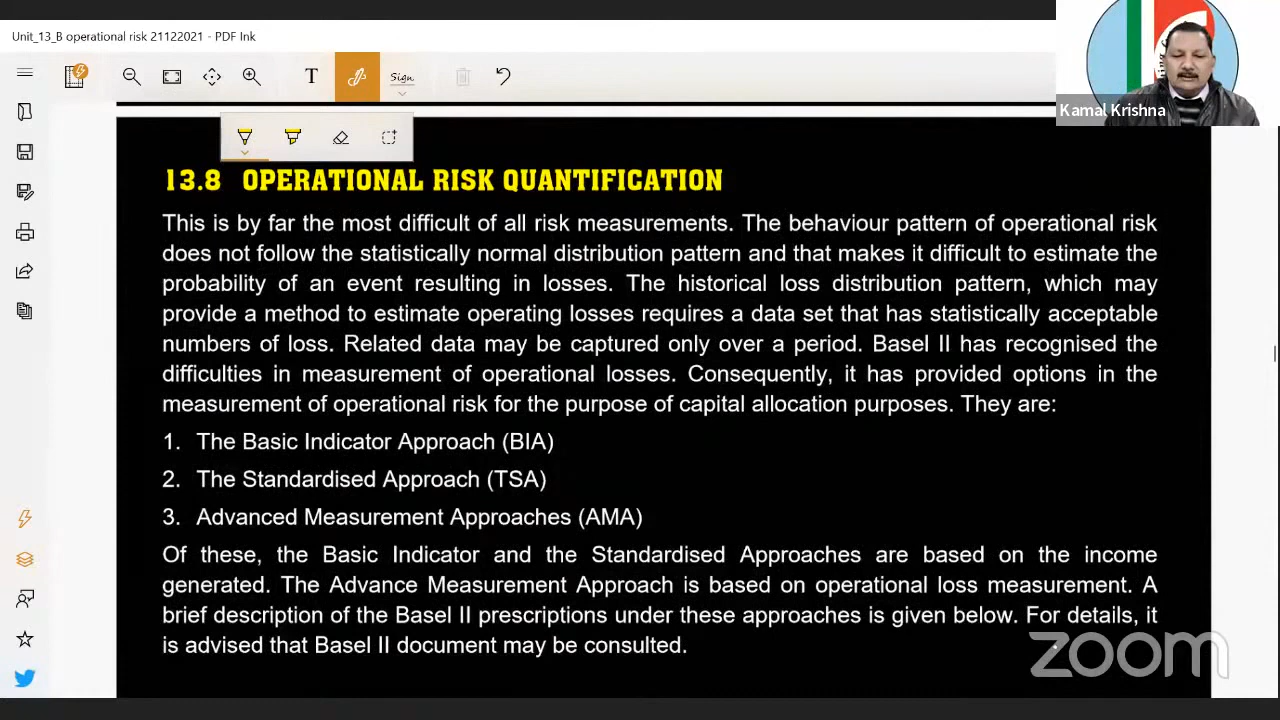 Unit_13_B operational risk 21122021 - PDF Ink
T
Sign
Kamal Krishna
13.8 OPERATIONAL RISK QUANTIFICATION
This is by far the most difficult of all risk measurements. The behaviour pattern of operational risk
does not follow the statistically normal distribution pattern and that makes it difficult to estimate the
probability of an event resulting in losses. The historical loss distribution pattern, which may
provide a method to estimate operating losses requires a data set that has statistically acceptable
numbers of loss. Related data may be captured only over a period. Basel II has recognised the
difficulties in measurement of operational losses. Consequently, it has provided options in the
measurement of operational risk for the purpose of capital allocation purposes. They are:
1. The Basic Indicator Approach (BIA)
2. The Standardised Approach (TSA)
3. Advanced Measurement Approaches (AMA)
Of these, the Basic Indicator and the Standardised Approaches are based on the income
generated. The Advance Measurement Approach is based on operational loss measurement. A
brief description of the Basel II prescriptions under these approaches is given below. For details, it
is advised that Basel II document may be consulted.
zoom